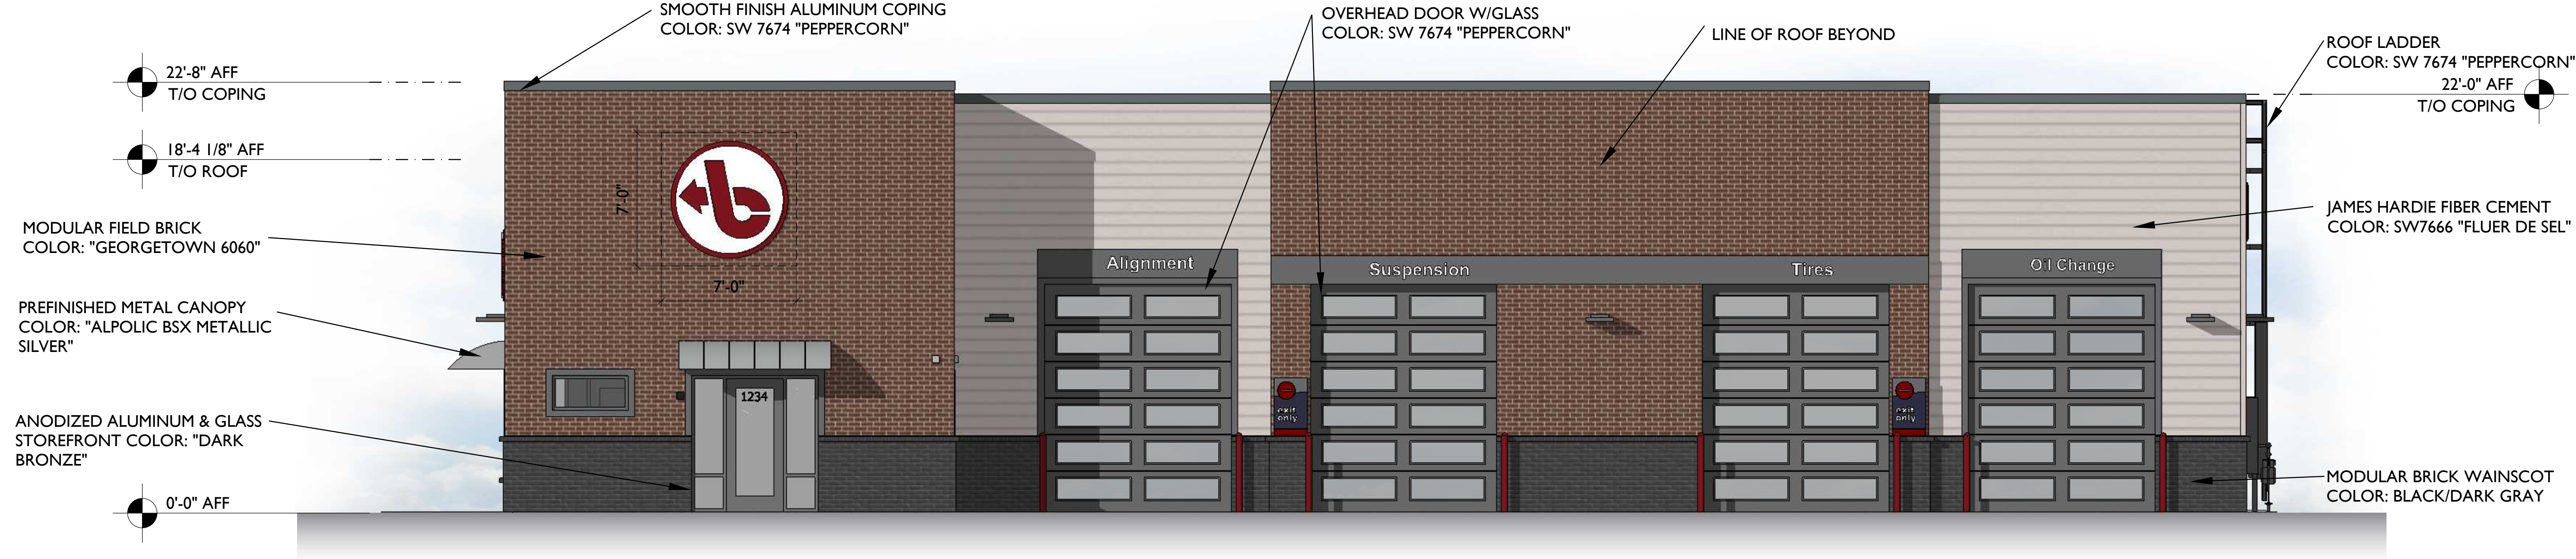 SMOOTH FINISH ALUMINUM COPING
COLOR: SW 7674 "PEPPERCORN"
OVERHEAD DOOR W/GLASS
COLOR: SW 7674 "PEPPERCORN"
LINE OF ROOF BEYOND
ROOF LADDER
COLOR: SW 7674 "PEPPERCORN"
22'-8" AFF
T/O COPING
22'-0" AFF
T/O COPING
18'-4 1/8" AFF
T/O ROOF
7'-0"
7'-0"
MODULAR FIELD BRICK
COLOR: "GEORGETOWN 6060"
JAMES HARDIE FIBER CEMENT
COLOR: SW7666 "FLUER DE SEL"
Alignment
Suspension
Tires
Oil Change
PREFINISHED METAL CANOPY
COLOR: "ALPOLIC BSX METALLIC
SILVER"
1234
exit
only
exit
only
ANODIZED ALUMINUM & GLASS
STOREFRONT COLOR: "DARK
BRONZE"
MODULAR BRICK WAINSCOT
COLOR: BLACK/DARK GRAY
0'-0" AFF